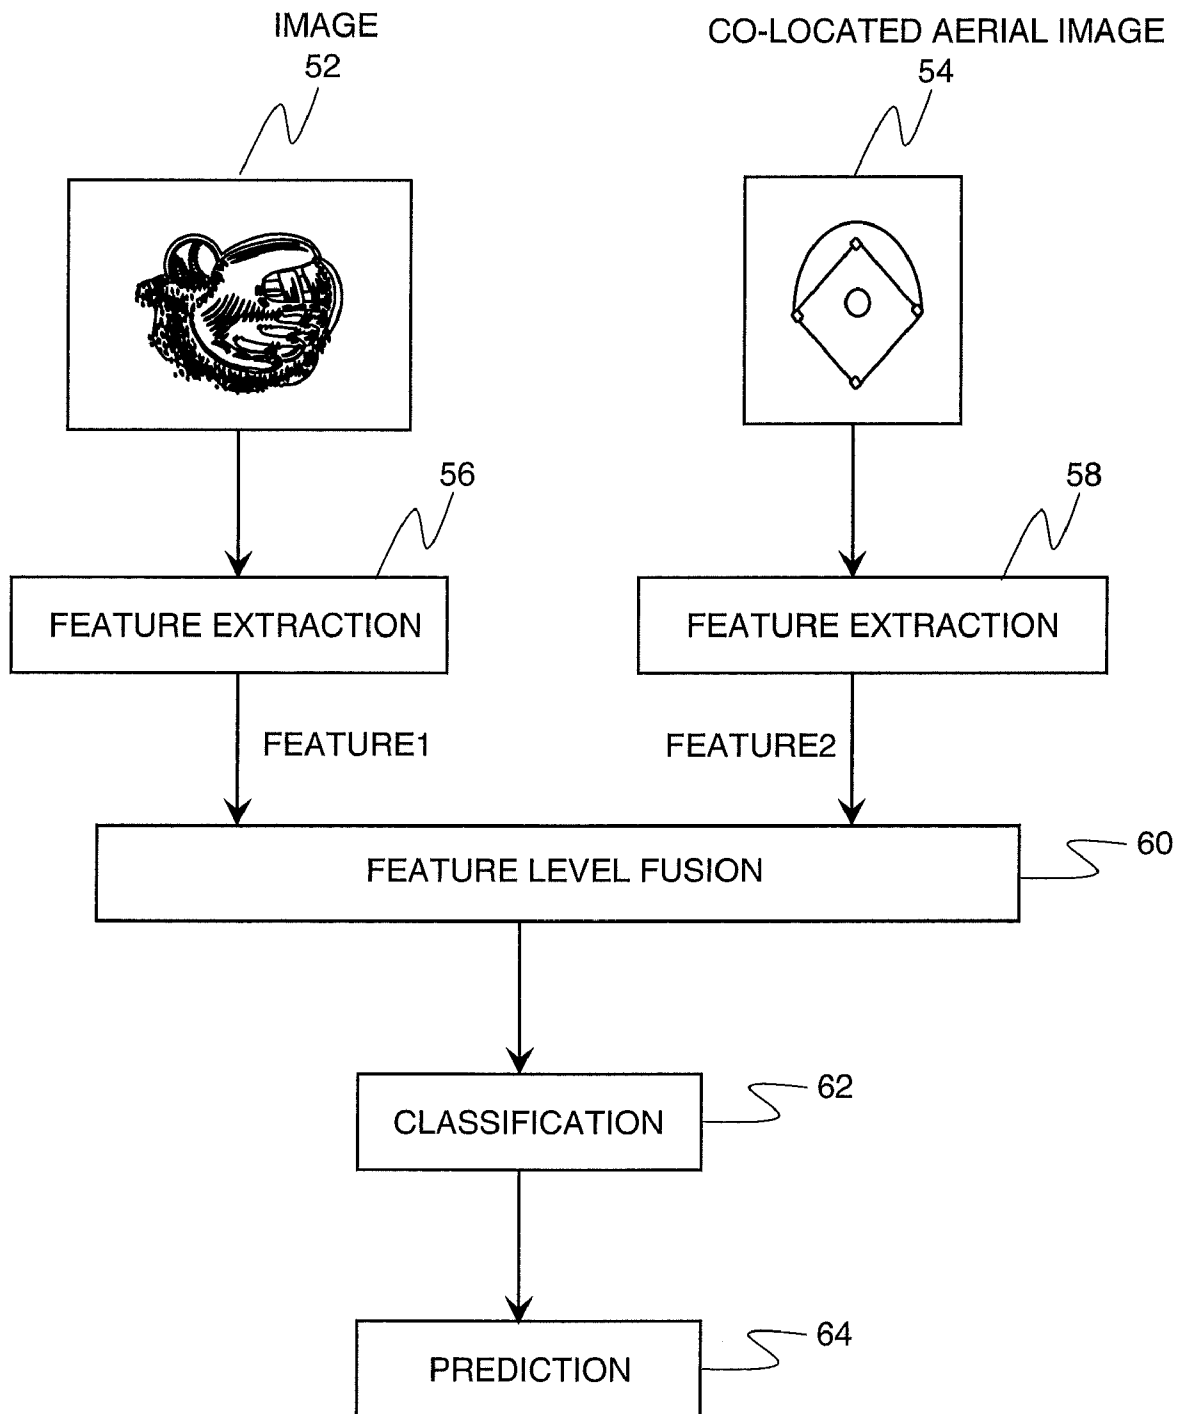 IMAGE
52
CO-LOCATED AERIAL IMAGE
54
56
58
FEATURE EXTRACTION
FEATURE EXTRACTION
FEATURE1
FEATURE2
FEATURE LEVEL FUSION
60
CLASSIFICATION
62
PREDICTION
64